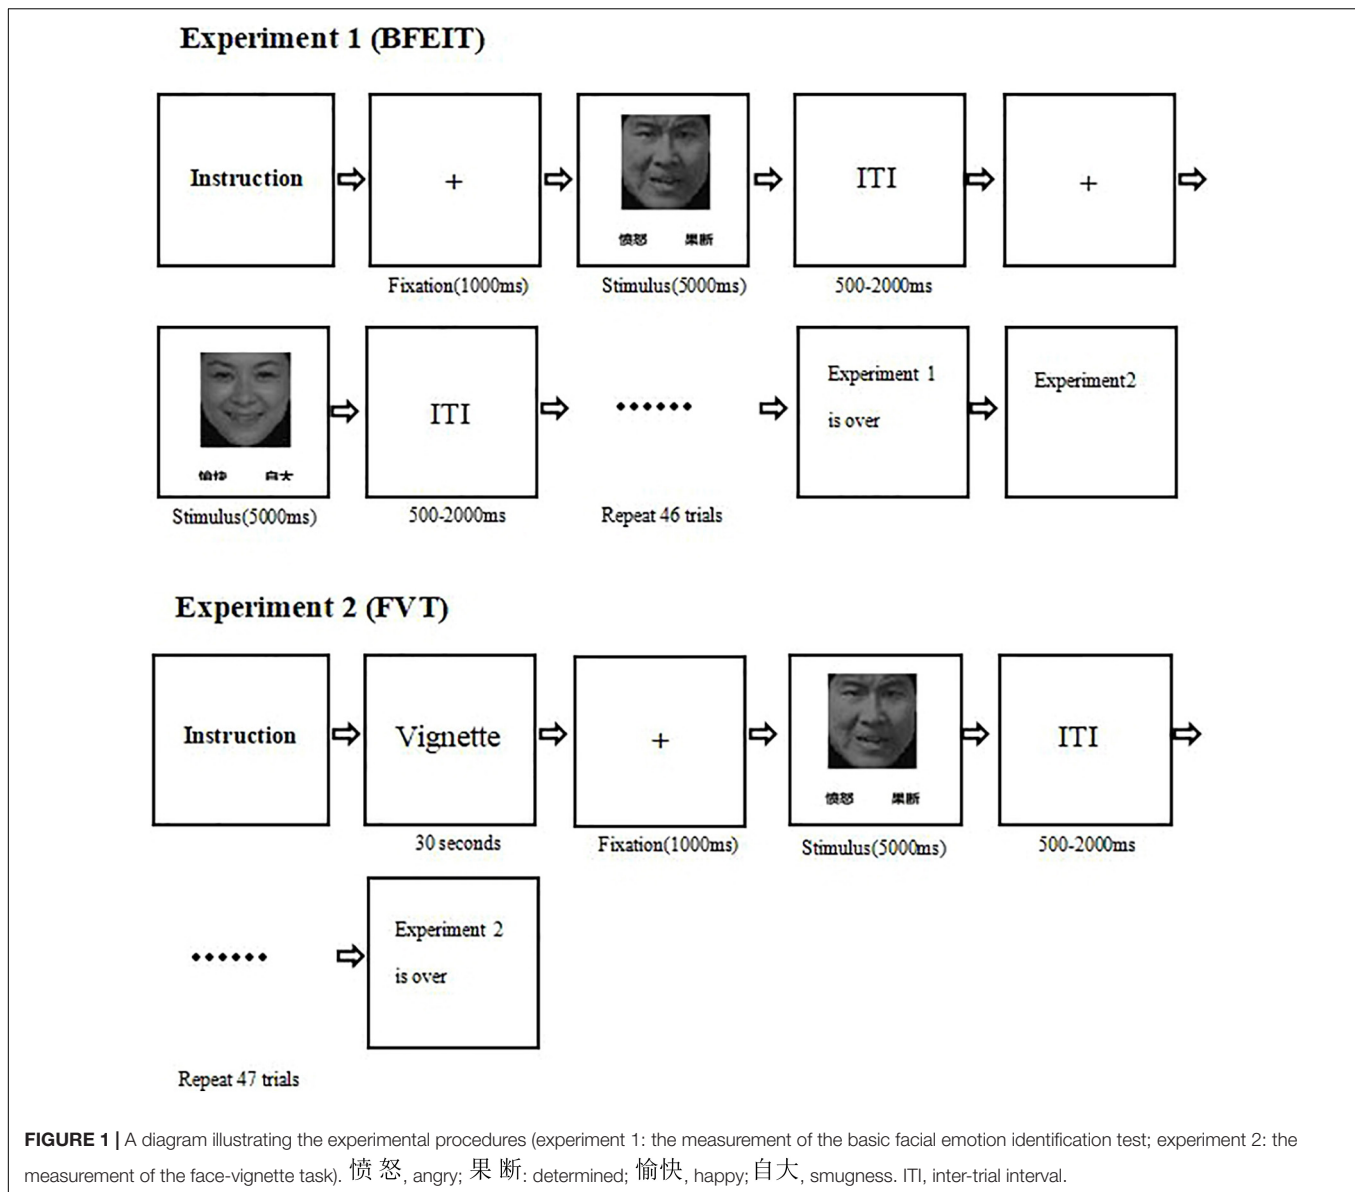 Experiment 1 (BFEIT)
Instruction
+
Fixation(1000ms)
愤怒 果断
Stimulus(5000ms)
ITI
500-2000ms
+
愉快 自大
Stimulus(5000ms)
ITI
500-2000ms
••••••
Repeat 46 trials
Experiment 1
is over
Experiment2
Experiment 2 (FVT)
Instruction
Vignette
30 seconds
+
Fixation(1000ms)
愤怒 果断
Stimulus(5000ms)
ITI
500-2000ms
••••••
Repeat 47 trials
Experiment 2
is over
FIGURE 1 | A diagram illustrating the experimental procedures (experiment 1: the measurement of the basic facial emotion identification test; experiment 2: the
measurement of the face-vignette task). 愤 怒, angry; 果 断: determined; 愉快, happy; 自大, smugness. ITI, inter-trial interval.